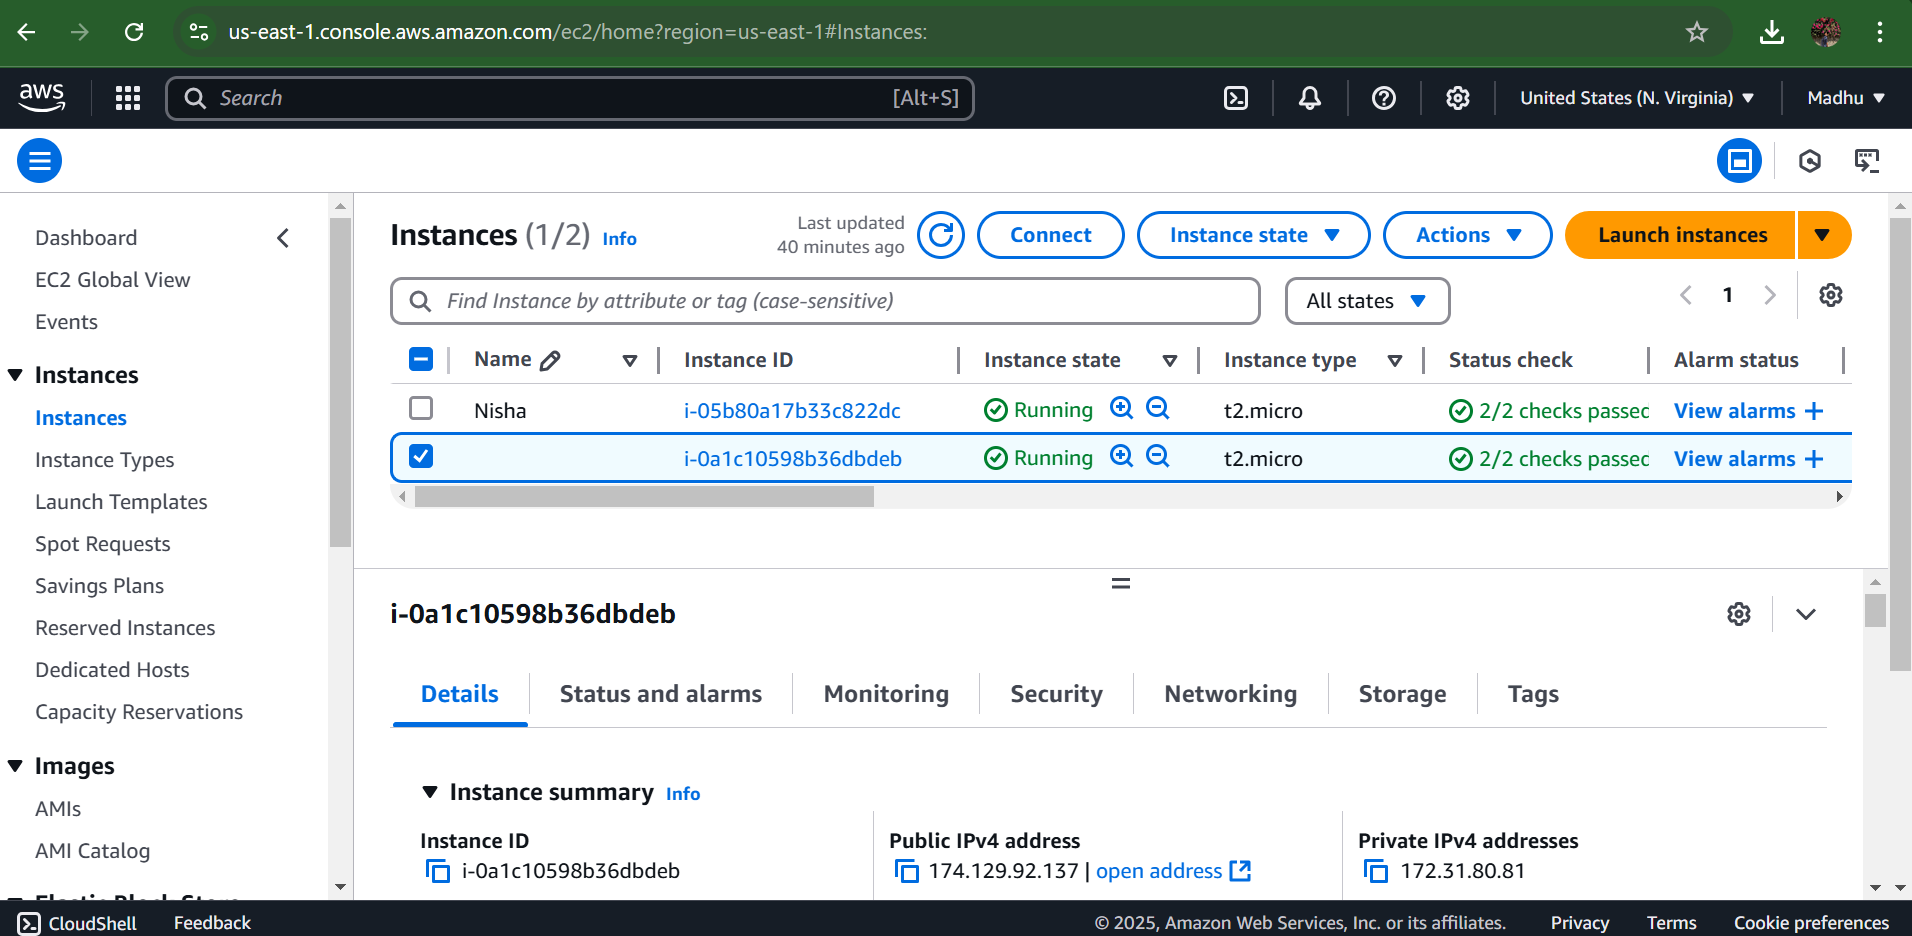 us-east-1.console.aws.amazon.com/ec2/home?region=us-east-1#Instances:
aws Search [Alt+S] United States (N. Virginia) Madhu
Dashboard
EC2 Global View
Events
Instances
Instances
Instance Types
Launch Templates
Spot Requests
Savings Plans
Reserved Instances
Dedicated Hosts
Capacity Reservations
Images
AMIs
AMI Catalog
Elastic Block Store
Instances (1/2) Info
Last updated
40 minutes ago
Connect Instance state Actions Launch instances
Find Instance by attribute or tag (case-sensitive) All states 1
Name Instance ID Instance state Instance type Status check Alarm status
Nisha i-05b80a17b33c822dc Running t2.micro 2/2 checks passed View alarms +
i-0a1c10598b36dbdeb Running t2.micro 2/2 checks passed View alarms +
i-0a1c10598b36dbdeb
Details Status and alarms Monitoring Security Networking Storage Tags
Instance summary Info
Instance ID
i-0a1c10598b36dbdeb
Public IPv4 address
174.129.92.137 | open address
Private IPv4 addresses
172.31.80.81
CloudShell Feedback © 2025, Amazon Web Services, Inc. or its affiliates. Privacy Terms Cookie preferences